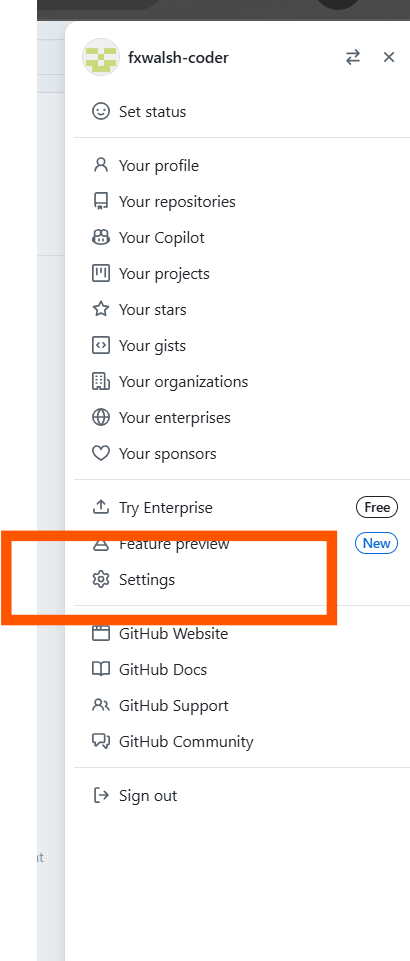 fxwalsh-coder
Set status
Your profile
Your repositories
Your Copilot
Your projects
Your stars
Your gists
Your organizations
Your enterprises
Your sponsors
Try Enterprise Free
Feature preview New
Settings
GitHub Website
GitHub Docs
GitHub Support
GitHub Community
Sign out